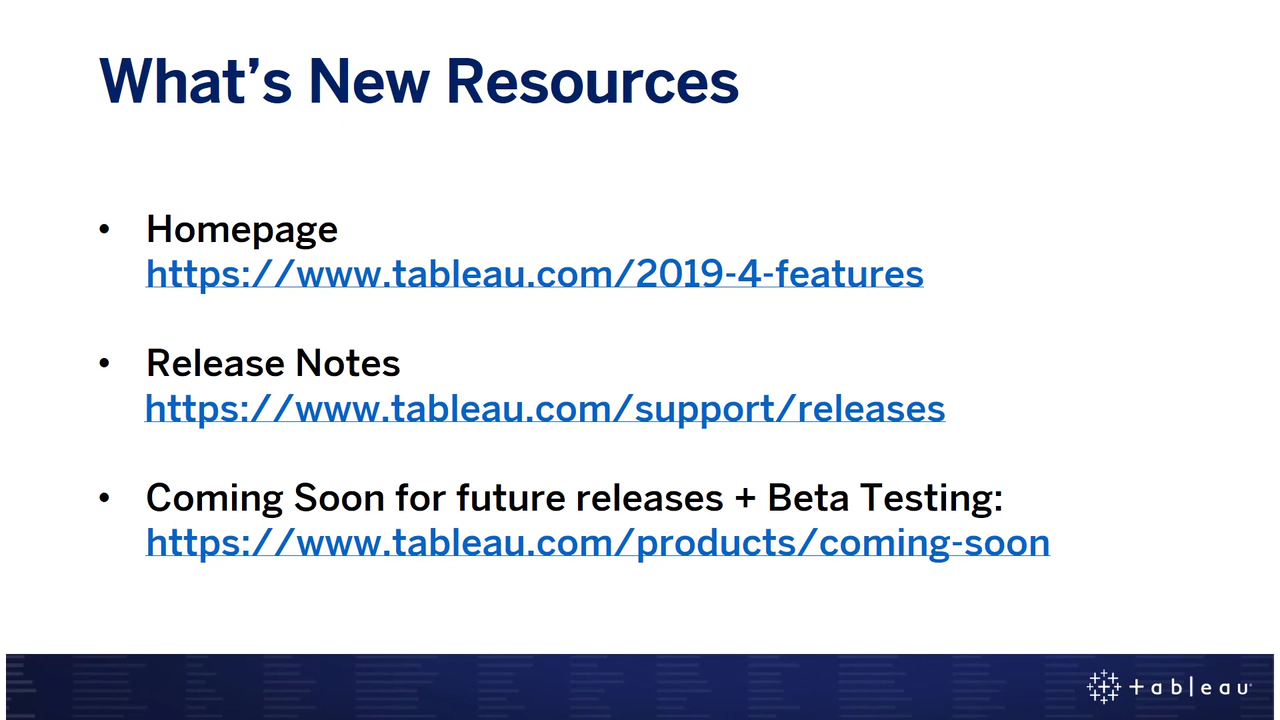 What’s New Resources
• Homepage
https://www.tableau.com/2019-4-features
• Release Notes
https://www.tableau.com/support/releases
• Coming Soon for future releases + Beta Testing:
https://www.tableau.com/products/coming-soon
+ableau